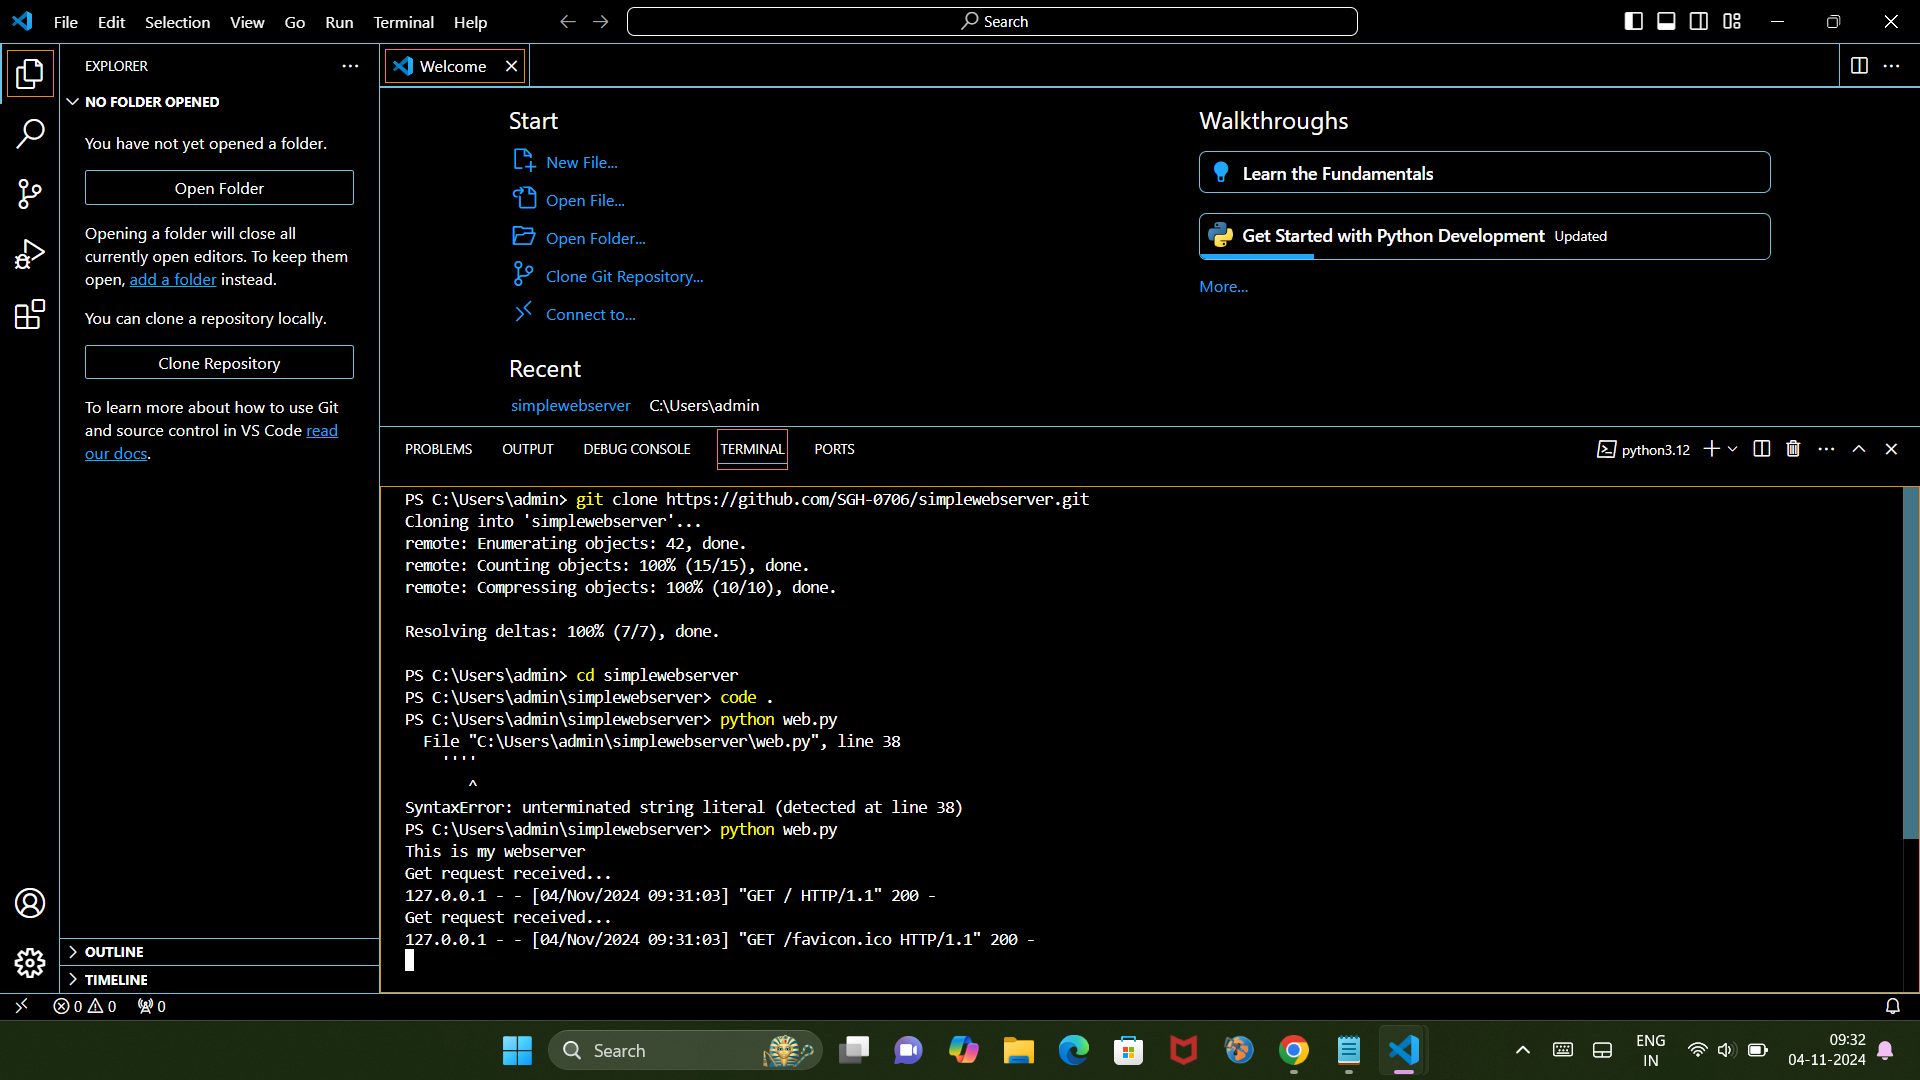 File Edit Selection View Go Run Terminal Help
Search
EXPLORER
NO FOLDER OPENED
You have not yet opened a folder.
Open Folder
Opening a folder will close all
currently open editors. To keep them
open, add a folder instead.
You can clone a repository locally.
Clone Repository
To learn more about how to use Git
and source control in VS Code read
our docs.
OUTLINE
TIMELINE
Welcome
Start
New File...
Open File...
Open Folder...
Clone Git Repository...
Connect to...
Recent
simplewebserver C:\Users\admin
Walkthroughs
Learn the Fundamentals
Get Started with Python Development Updated
More...
PROBLEMS OUTPUT DEBUG CONSOLE TERMINAL PORTS
python3.12
PS C:\Users\admin> git clone https://github.com/SGH-0706/simplewebserver.git
Cloning into 'simplewebserver'...
remote: Enumerating objects: 42, done.
remote: Counting objects: 100% (15/15), done.
remote: Compressing objects: 100% (10/10), done.
Resolving deltas: 100% (7/7), done.
PS C:\Users\admin> cd simplewebserver
PS C:\Users\admin\simplewebserver> code .
PS C:\Users\admin\simplewebserver> python web.py
File "C:\Users\admin\simplewebserver\web.py", line 38
''''
^
SyntaxError: unterminated string literal (detected at line 38)
PS C:\Users\admin\simplewebserver> python web.py
This is my webserver
Get request received...
127.0.0.1 - - [04/Nov/2024 09:31:03] "GET / HTTP/1.1" 200 -
Get request received...
127.0.0.1 - - [04/Nov/2024 09:31:03] "GET /favicon.ico HTTP/1.1" 200 -
0 0 0
Search
ENG
IN
09:32
04-11-2024